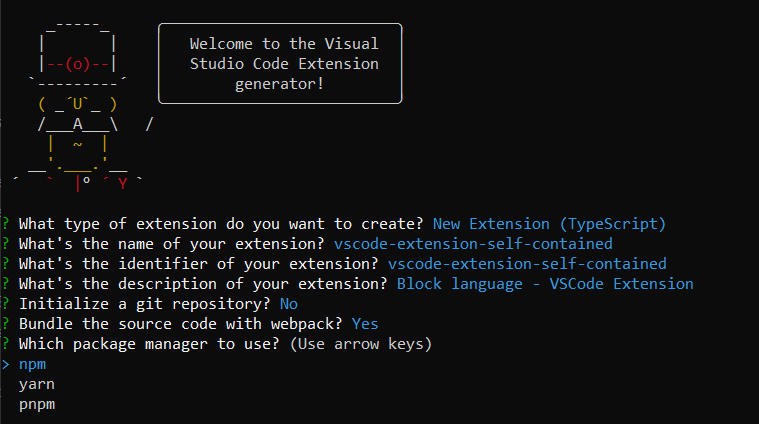 Welcome to the Visual
Studio Code Extension
generator!
? What type of extension do you want to create? New Extension (TypeScript)
? What's the name of your extension? vscode-extension-self-contained
? What's the identifier of your extension? vscode-extension-self-contained
? What's the description of your extension? Block language - VSCode Extension
? Initialize a git repository? No
? Bundle the source code with webpack? Yes
? Which package manager to use? (Use arrow keys)
> npm
yarn
pnpm